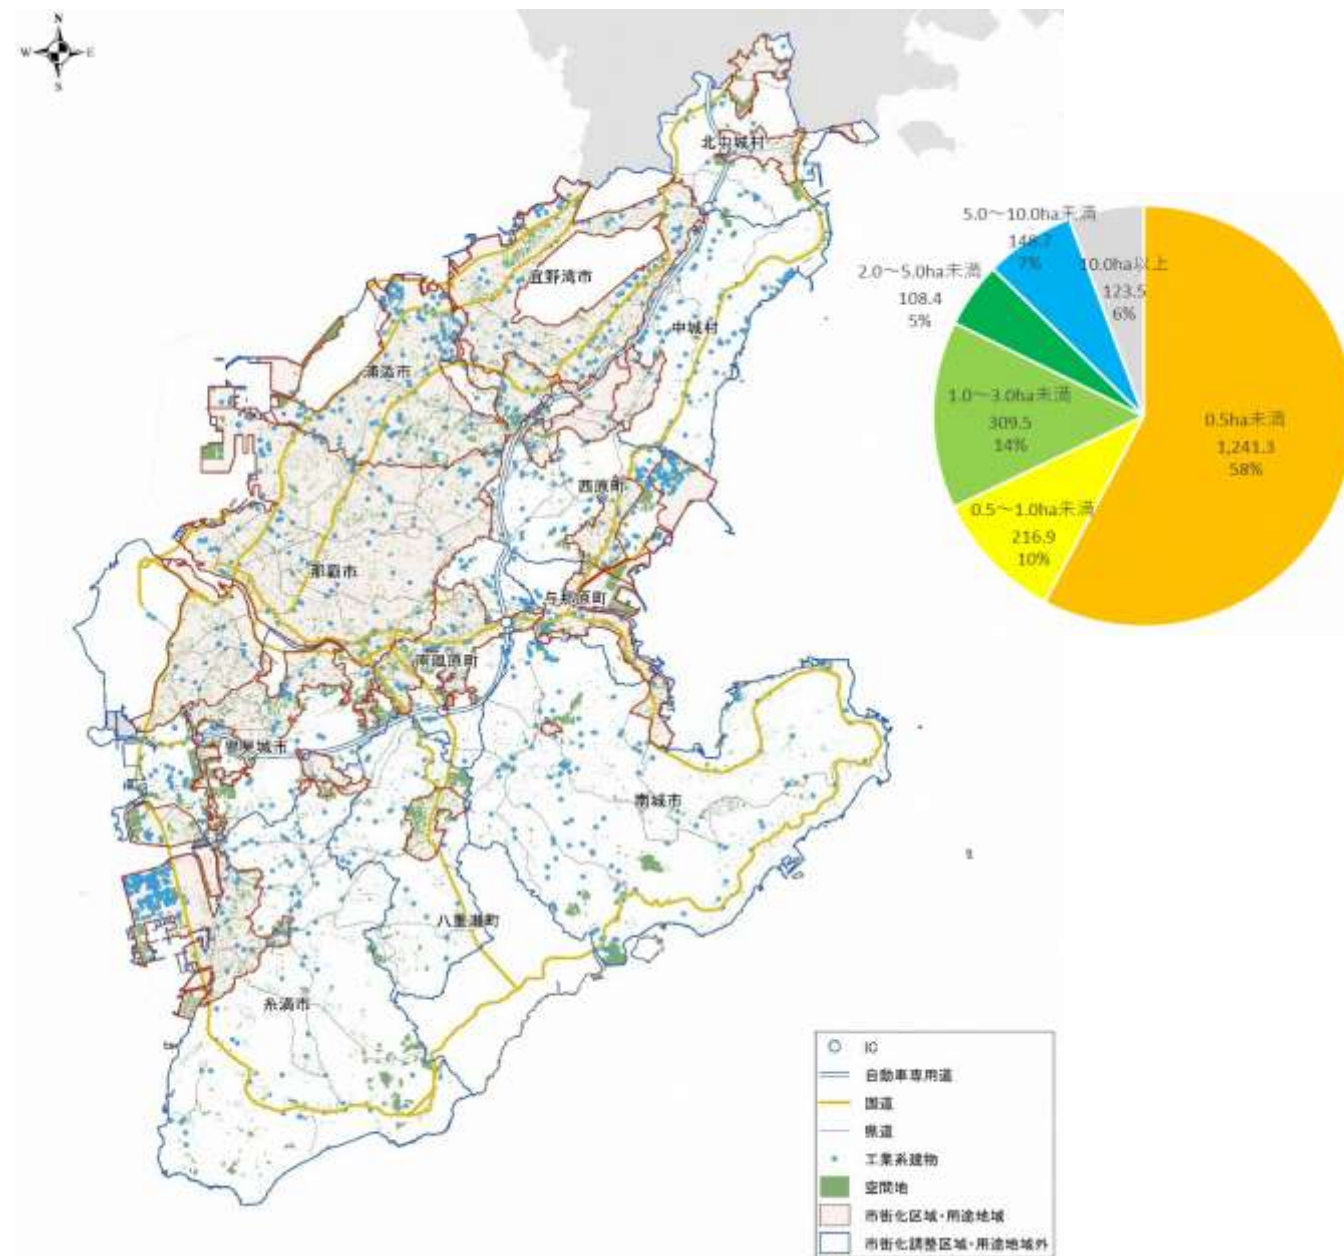 N
W
E
S
北中城村
宜野湾市
中城村
浦添市
西原町
那覇市
与那原町
南風原町
豊見城市
南城市
八重瀬町
糸満市
5.0～10.0ha未満
148.7
7%
10.0ha以上
123.5
6%
2.0～5.0ha未満
108.4
5%
1.0～3.0ha未満
309.5
14%
0.5～1.0ha未満
216.9
10%
0.5ha未満
1,241.3
58%
IC
自動車専用道
国道
県道
工業系建物
空閑地
市街化区域・用途地域
市街化調整区域・用途地域外